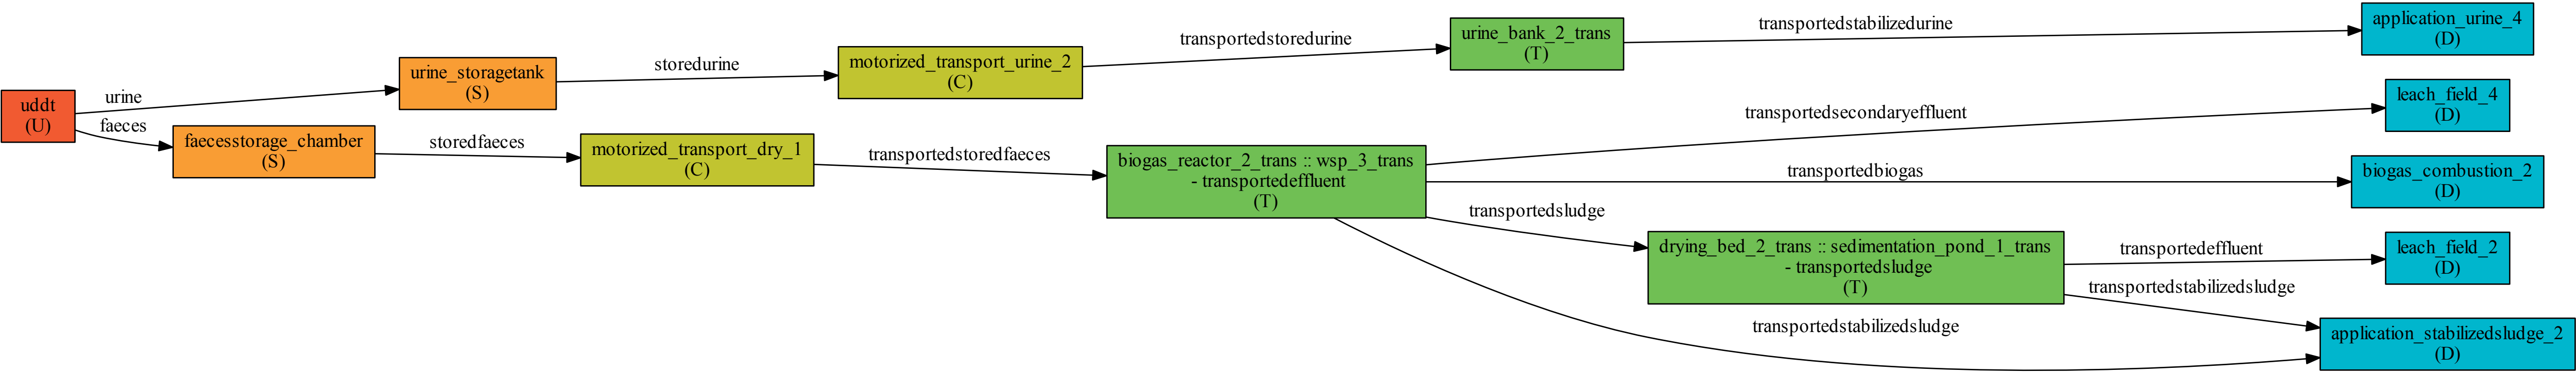 uddt
(U)
urine
faeces
urine_storagetank
(S)
faecesstorage_chamber
(S)
storedurine
storedfaeces
motorized_transport_urine_2
(C)
motorized_transport_dry_1
(C)
transportedstoredurine
transportedstoredfaeces
urine_bank_2_trans
(T)
biogas_reactor_2_trans :: wsp_3_trans
- transportedeffluent
(T)
transportedstabilizedurine
transportedsecondaryeffluent
transportedbiogas
transportedsludge
drying_bed_2_trans :: sedimentation_pond_1_trans
- transportedsludge
(T)
transportedstabilizedsludge
transportedeffluent
transportedstabilizedsludge
application_urine_4
(D)
leach_field_4
(D)
biogas_combustion_2
(D)
leach_field_2
(D)
application_stabilizedsludge_2
(D)